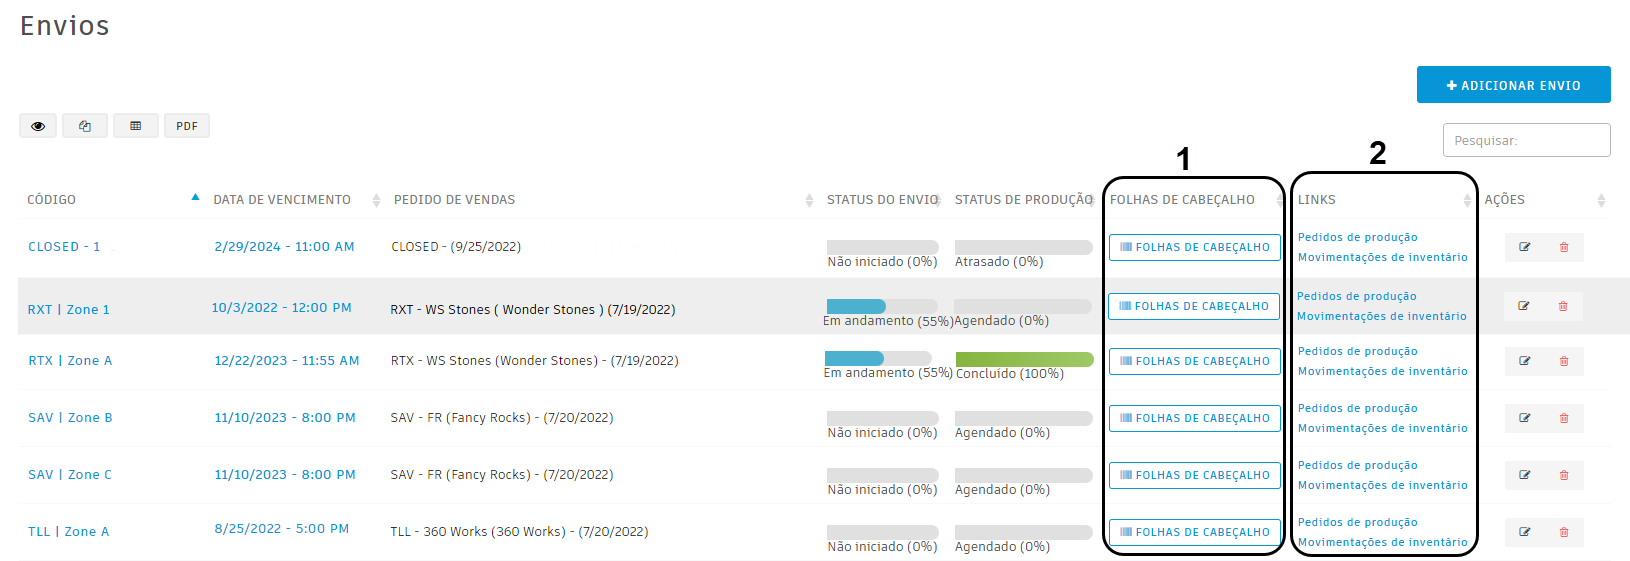 Envios
ADICIONAR ENVIO
PDF
Pesquisar:
1 2
CÓDIGO DATA DE VENCIMENTO PEDIDO DE VENDAS STATUS DO ENVIO STATUS DE PRODUÇÃO FOLHAS DE CABEÇALHO LINKS AÇÕES
CLOSED - 1 2/29/2024 - 11:00 AM CLOSED - (9/25/2022) Não iniciado (0%) Atrasado (0%) FOLHAS DE CABEÇALHO Pedidos de produção
Movimentações de inventário
RXT | Zone 1 10/3/2022 - 12:00 PM RXT - WS Stones ( Wonder Stones ) (7/19/2022) Em andamento (55%) Agendado (0%) FOLHAS DE CABEÇALHO Pedidos de produção
Movimentações de inventário
RTX | Zone A 12/22/2023 - 11:55 AM RTX - WS Stones (Wonder Stones) - (7/19/2022) Em andamento (55%) Concluído (100%) FOLHAS DE CABEÇALHO Pedidos de produção
Movimentações de inventário
SAV | Zone B 11/10/2023 - 8:00 PM SAV - FR (Fancy Rocks) - (7/20/2022) Não iniciado (0%) Agendado (0%) FOLHAS DE CABEÇALHO Pedidos de produção
Movimentações de inventário
SAV | Zone C 11/10/2023 - 8:00 PM SAV - FR (Fancy Rocks) - (7/20/2022) Não iniciado (0%) Agendado (0%) FOLHAS DE CABEÇALHO Pedidos de produção
Movimentações de inventário
TLL | Zone A 8/25/2022 - 5:00 PM TLL - 360 Works (360 Works) - (7/20/2022) Não iniciado (0%) Agendado (0%) FOLHAS DE CABEÇALHO Pedidos de produção
Movimentações de inventário